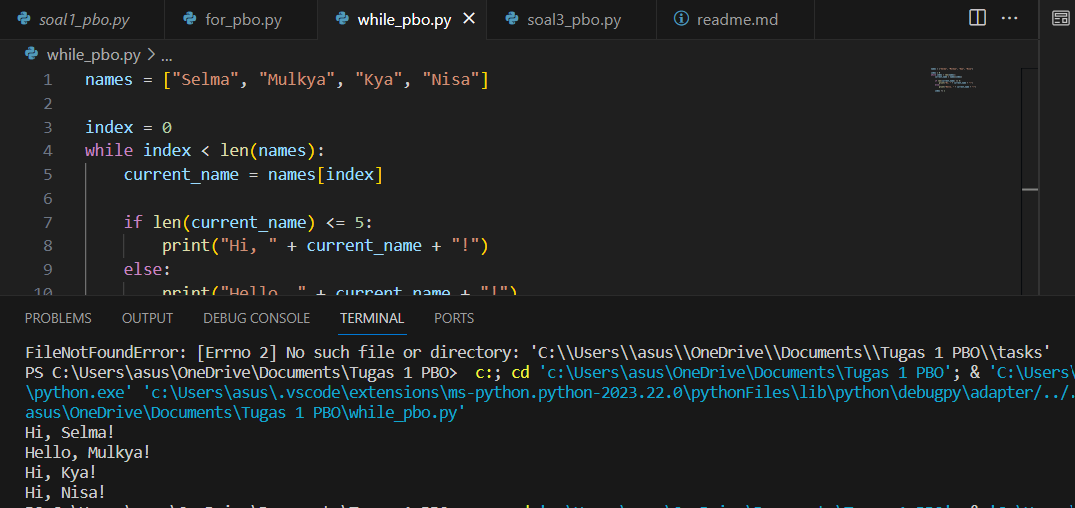 soal1_pbo.py for_pbo.py while_pbo.py soal3_pbo.py readme.md
while_pbo.py > ...
1 names = ["Selma", "Mulkya", "Kya", "Nisa"]
2
3 index = 0
4 while index < len(names):
5 current_name = names[index]
6
7 if len(current_name) <= 5:
8 print("Hi, " + current_name + "!")
9 else:
10 print("Hello, " + current_name + "!")
PROBLEMS OUTPUT DEBUG CONSOLE TERMINAL PORTS
FileNotFoundError: [Errno 2] No such file or directory: 'C:\\Users\\asus\\OneDrive\\Documents\\Tugas 1 PBO\\tasks'
PS C:\Users\asus\OneDrive\Documents\Tugas 1 PBO>  c:; cd 'c:\Users\asus\OneDrive\Documents\Tugas 1 PBO'; & 'C:\Users\
\python.exe' 'c:\Users\asus\.vscode\extensions\ms-python.python-2023.22.0\pythonFiles\lib\python\debugpy\adapter/../.
asus\OneDrive\Documents\Tugas 1 PBO\while_pbo.py'
Hi, Selma!
Hello, Mulkya!
Hi, Kya!
Hi, Nisa!